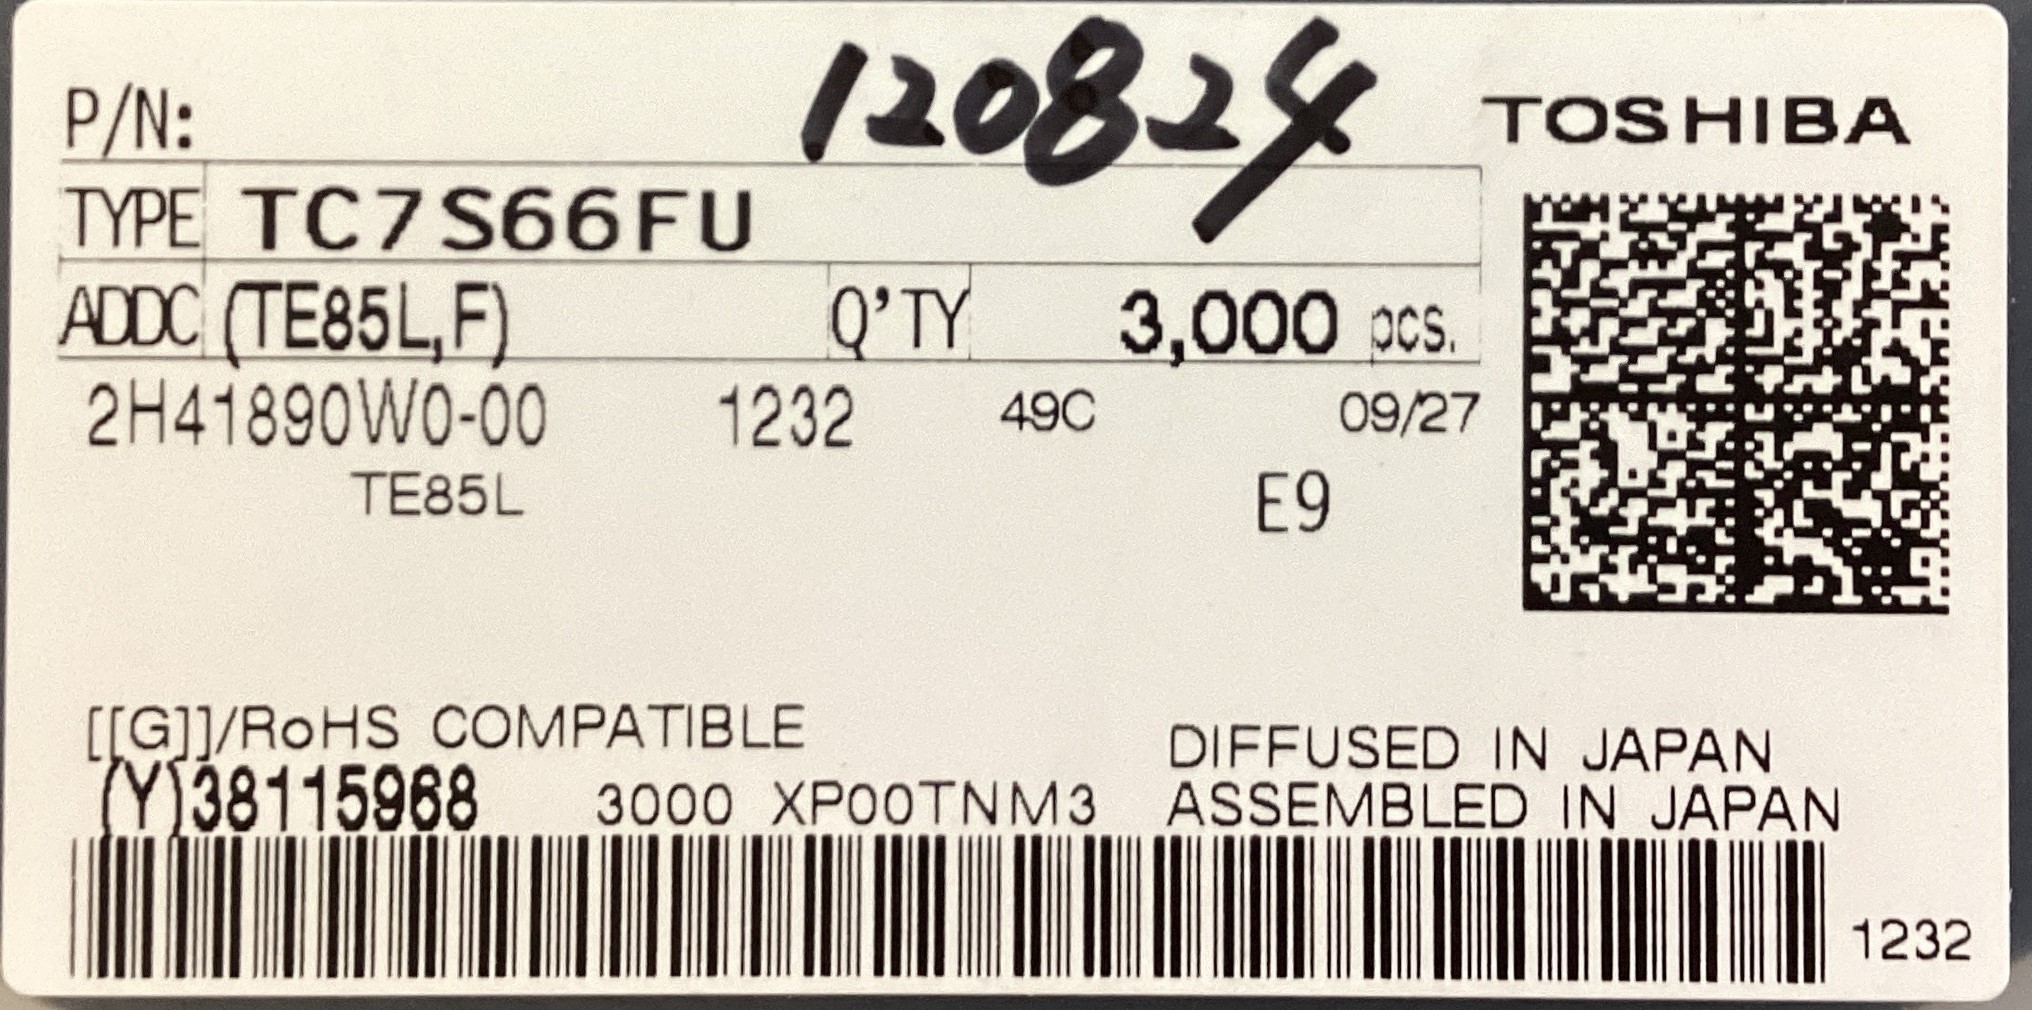 120824
P/N:
TOSHIBA
TYPE TC7S66FU
ADDC (TE85L,F) Q'TY 3,000 pcs.
2H41890W0-00 1232 49C 09/27
TE85L E9
[[G]]/RoHS COMPATIBLE
DIFFUSED IN JAPAN
(Y)38115968 3000 XP00TNM3 ASSEMBLED IN JAPAN
1232